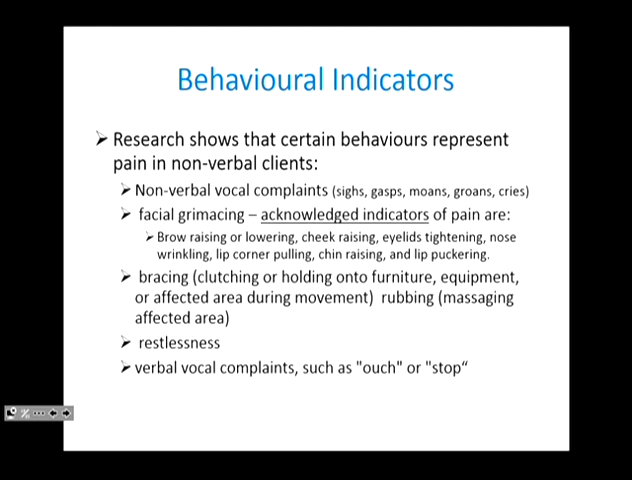 Behavioural Indicators
Research shows that certain behaviours represent
pain in non-verbal clients:
Non-verbal vocal complaints (sighs, gasps, moans, groans, cries)
facial grimacing – acknowledged indicators of pain are:
Brow raising or lowering, cheek raising, eyelids tightening, nose
wrinkling, lip corner pulling, chin raising, and lip puckering.
bracing (clutching or holding onto furniture, equipment,
or affected area during movement) rubbing (massaging
affected area)
restlessness
verbal vocal complaints, such as "ouch" or "stop“